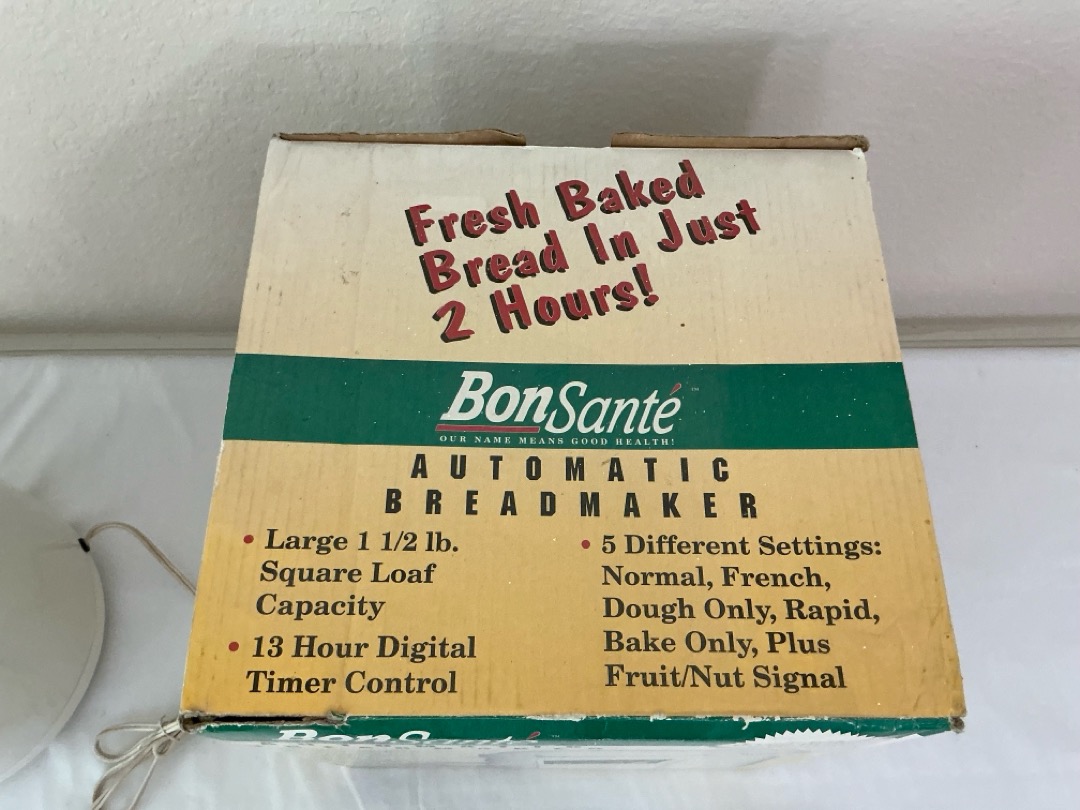 Fresh Baked
Bread In Just
2 Hours!
BonSanté™
OUR NAME MEANS GOOD HEALTH!
AUTOMATIC
BREADMAKER
• Large 1 1/2 lb.
Square Loaf
Capacity
• 13 Hour Digital
Timer Control
• 5 Different Settings:
Normal, French,
Dough Only, Rapid,
Bake Only, Plus
Fruit/Nut Signal
BonSanté